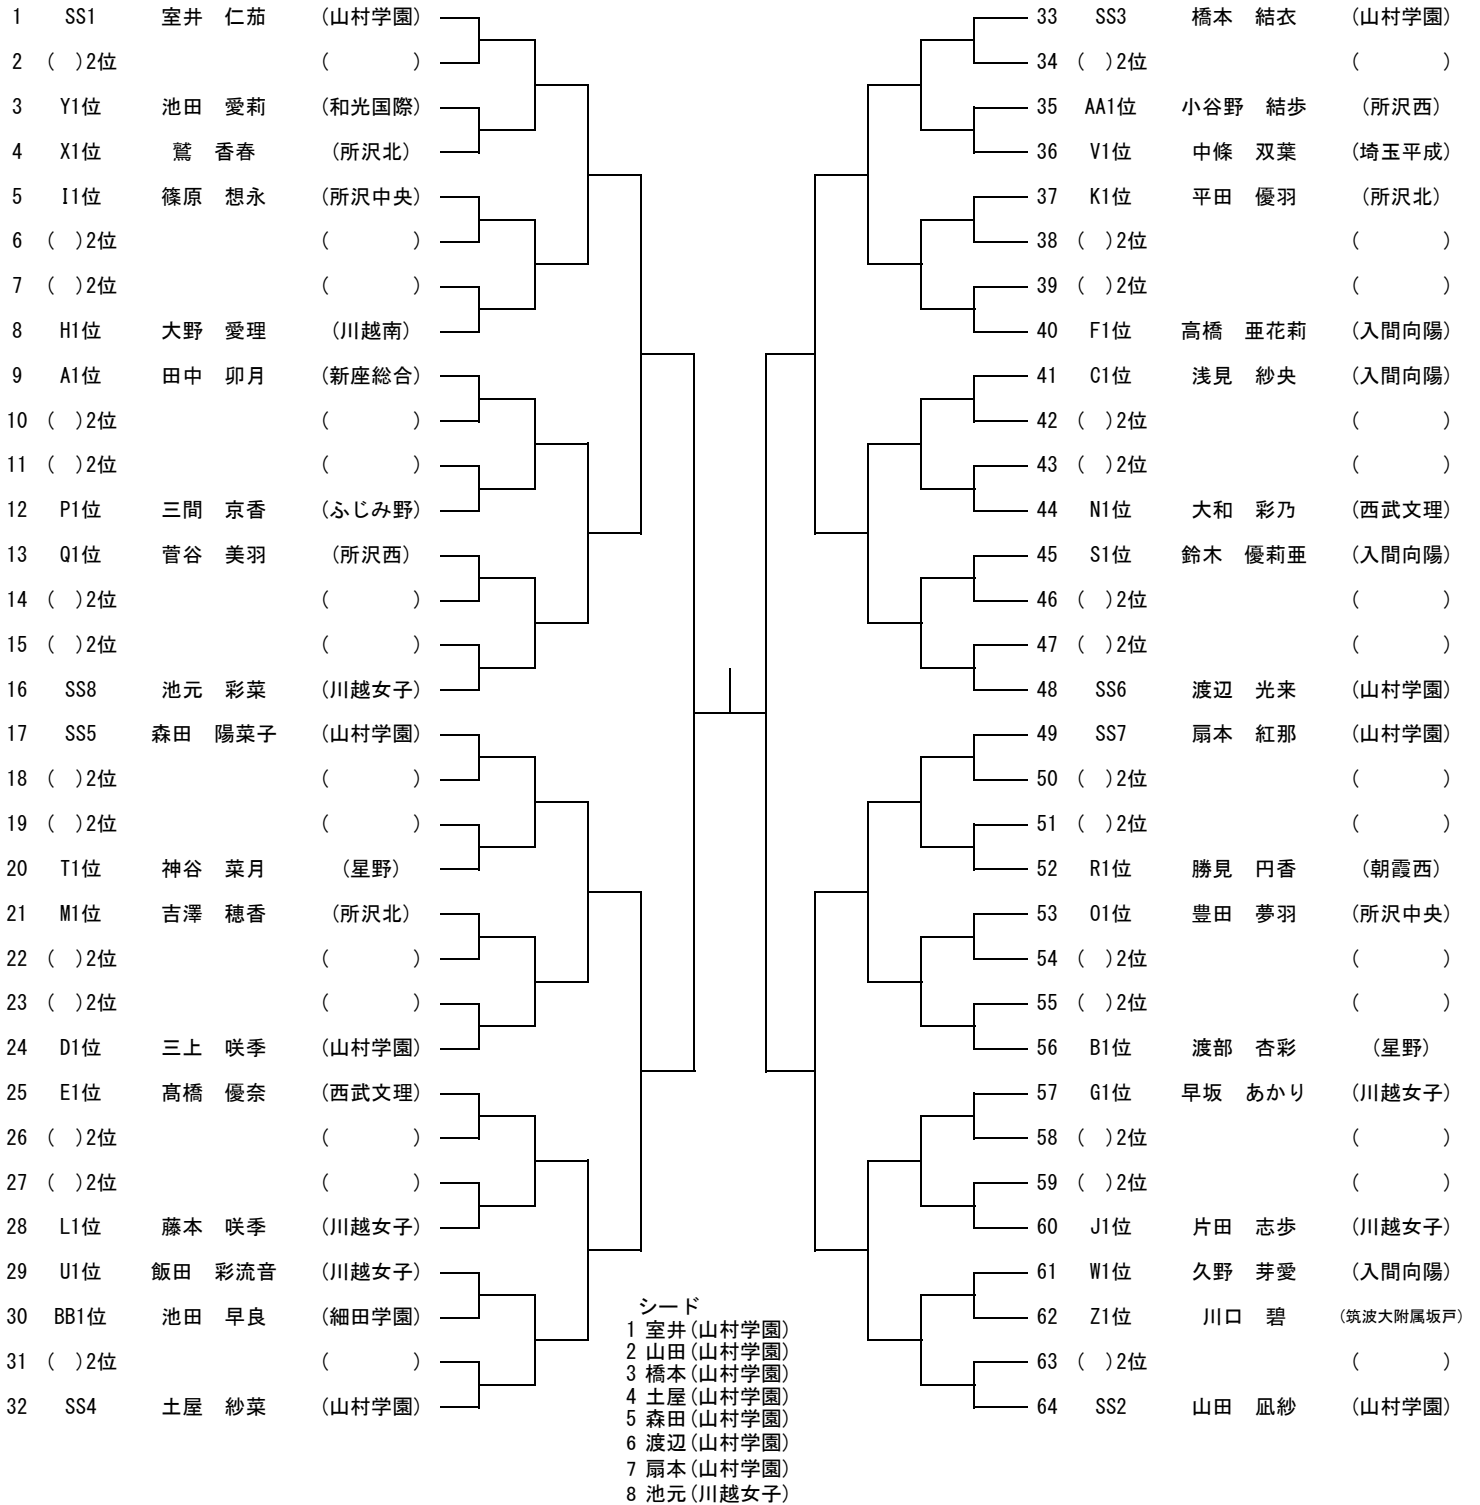 1 SS1 室井 仁茄 (山村学園)
2 ( )2位 ( )
3 Y1位 池田 愛莉 (和光国際)
4 X1位 鷲 香春 (所沢北)
5 I1位 篠原 想永 (所沢中央)
6 ( )2位 ( )
7 ( )2位 ( )
8 H1位 大野 愛理 (川越南)
9 A1位 田中 卯月 (新座総合)
10 ( )2位 ( )
11 ( )2位 ( )
12 P1位 三間 京香 (ふじみ野)
13 Q1位 菅谷 美羽 (所沢西)
14 ( )2位 ( )
15 ( )2位 ( )
16 SS8 池元 彩菜 (川越女子)
17 SS5 森田 陽菜子 (山村学園)
18 ( )2位 ( )
19 ( )2位 ( )
20 T1位 神谷 菜月 (星野)
21 M1位 吉澤 穂香 (所沢北)
22 ( )2位 ( )
23 ( )2位 ( )
24 D1位 三上 咲季 (山村学園)
25 E1位 髙橋 優奈 (西武文理)
26 ( )2位 ( )
27 ( )2位 ( )
28 L1位 藤本 咲季 (川越女子)
29 U1位 飯田 彩流音 (川越女子)
30 BB1位 池田 早良 (細田学園)
31 ( )2位 ( )
32 SS4 土屋 紗菜 (山村学園)
33 SS3 橋本 結衣 (山村学園)
34 ( )2位 ( )
35 AA1位 小谷野 結歩 (所沢西)
36 V1位 中條 双葉 (埼玉平成)
37 K1位 平田 優羽 (所沢北)
38 ( )2位 ( )
39 ( )2位 ( )
40 F1位 高橋 亜花莉 (入間向陽)
41 C1位 浅見 紗央 (入間向陽)
42 ( )2位 ( )
43 ( )2位 ( )
44 N1位 大和 彩乃 (西武文理)
45 S1位 鈴木 優莉亜 (入間向陽)
46 ( )2位 ( )
47 ( )2位 ( )
48 SS6 渡辺 光来 (山村学園)
49 SS7 扇本 紅那 (山村学園)
50 ( )2位 ( )
51 ( )2位 ( )
52 R1位 勝見 円香 (朝霞西)
53 O1位 豊田 夢羽 (所沢中央)
54 ( )2位 ( )
55 ( )2位 ( )
56 B1位 渡部 杏彩 (星野)
57 G1位 早坂 あかり (川越女子)
58 ( )2位 ( )
59 ( )2位 ( )
60 J1位 片田 志歩 (川越女子)
61 W1位 久野 芽愛 (入間向陽)
62 Z1位 川口 碧 (筑波大附属坂戸)
63 ( )2位 ( )
64 SS2 山田 凪紗 (山村学園)
シード
1 室井(山村学園)
2 山田(山村学園)
3 橋本(山村学園)
4 土屋(山村学園)
5 森田(山村学園)
6 渡辺(山村学園)
7 扇本(山村学園)
8 池元(川越女子)